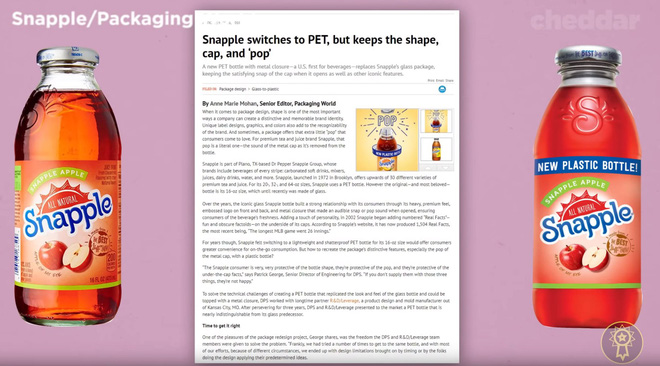 Snapple/Packaging
cheddar
Snapple switches to PET, but keeps the shape,
cap, and ‘pop’
A new PET bottle with metal closure—a U.S. first for beverages—replaces Snapple's glass package,
keeping the satisfying snap of the cap when it opens as well as other iconic features.
Package design > Glass to plastic
By Anne Marie Mohan, Senior Editor, Packaging World
When it comes to package design, shape is one of the most important
ways a company can create a distinctive and memorable brand identity.
Unique label designs, graphics, and colors also add to the recognizability
of the brand. And sometimes, a package offers that extra little "pop" that
consumers come to love. For premium tea and juice brand Snapple, that
pop is a literal one—the sound of the metal cap as it's removed from the
bottle.
Snapple is part of Plano, TX-based Dr Pepper Snapple Group, whose
brands include beverages of every stripe: carbonated soft drinks, mixers,
juices, dairy drinks, water, and more. Snapple, launched in 1972 in Brooklyn, offers upwards of 30 different varieties of
premium tea and juice. For its 20-, 32-, and 64-oz sizes, Snapple uses a PET bottle. However the original—and most beloved—
bottle is its 16-oz size, which until recently was made of glass.
Over the years, the iconic glass Snapple bottle built a strong relationship with its consumers through its heavy, premium feel,
embossed logo on front and back, and metal closure that made an audible snap or pop sound when opened, ensuring
consumers of the beverage's freshness. Adding a touch of personality, in 2002 Snapple began adding numbered "Real Facts"—
fun and obscure factoids—on the underside of its caps. According to Snapple's website, it has now produced 1,504 Real Facts,
the most recent being, "The longest MLB game went 26 innings."
For years though, Snapple felt switching to a lightweight and shatterproof PET bottle for its 16-oz size would offer consumers
greater convenience for on-the-go consumption. But how to recreate the package's distinctive features, especially the pop of
the metal cap, with a plastic bottle?
"The Snapple consumer is very, very protective of the bottle shape, they're protective of the pop, and they're protective of the
under-the-cap facts," says Patrick George, Senior Director of Engineering for DPS. "If you don't supply them with those three
things, they're not happy."
To solve the technical challenges of creating a PET bottle that replicated the look and feel of the glass bottle and could be
topped with a metal closure, DPS worked with longtime partner R&D/Leverage, a product design and mold manufacturer out
of Kansas City, MO. After persevering for three years, DPS and R&D/Leverage presented to the market a PET bottle that is
nearly indistinguishable from its glass predecessor.
Time to get it right
One of the pleasures of the package redesign project, George shares, was the freedom the DPS and R&D/Leverage team
members were given to solve the problem. "Frankly, we had tried a number of times to get to the same bottle, and with most
of our efforts, because of different circumstances, we ended up with design limitations brought on by timing or by the folks
doing the design applying their predetermined ideas.
POP
SNAPPLE APPLE
ALL NATURAL
Snapple
NEW PLASTIC BOTTLE!
SNAPPLE APPLE
ALL NATURAL
Snapple